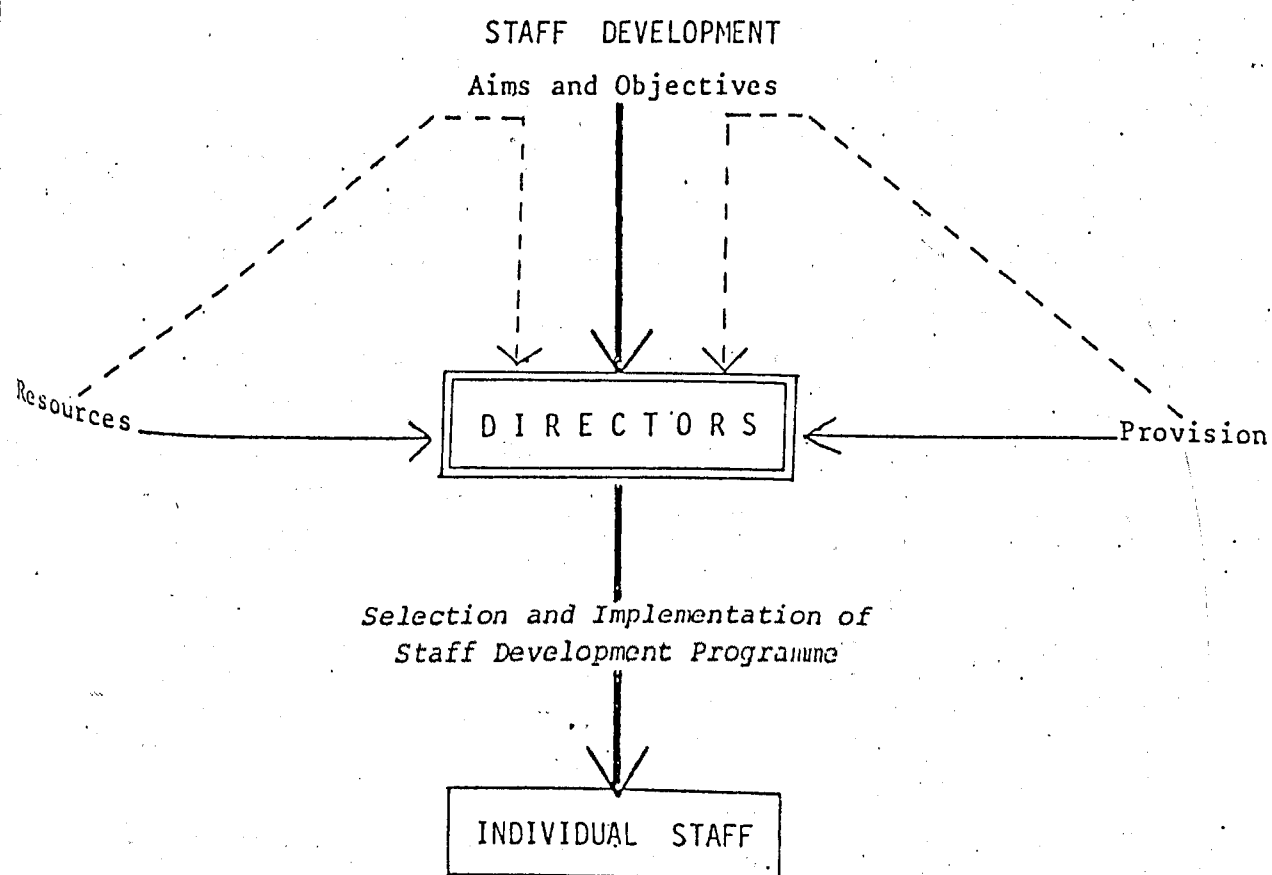 STAFF DEVELOPMENT
Aims and Objectives
Resources
DIRECTORS
Provision
Selection and Implementation of
Staff Development Programme
INDIVIDUAL STAFF